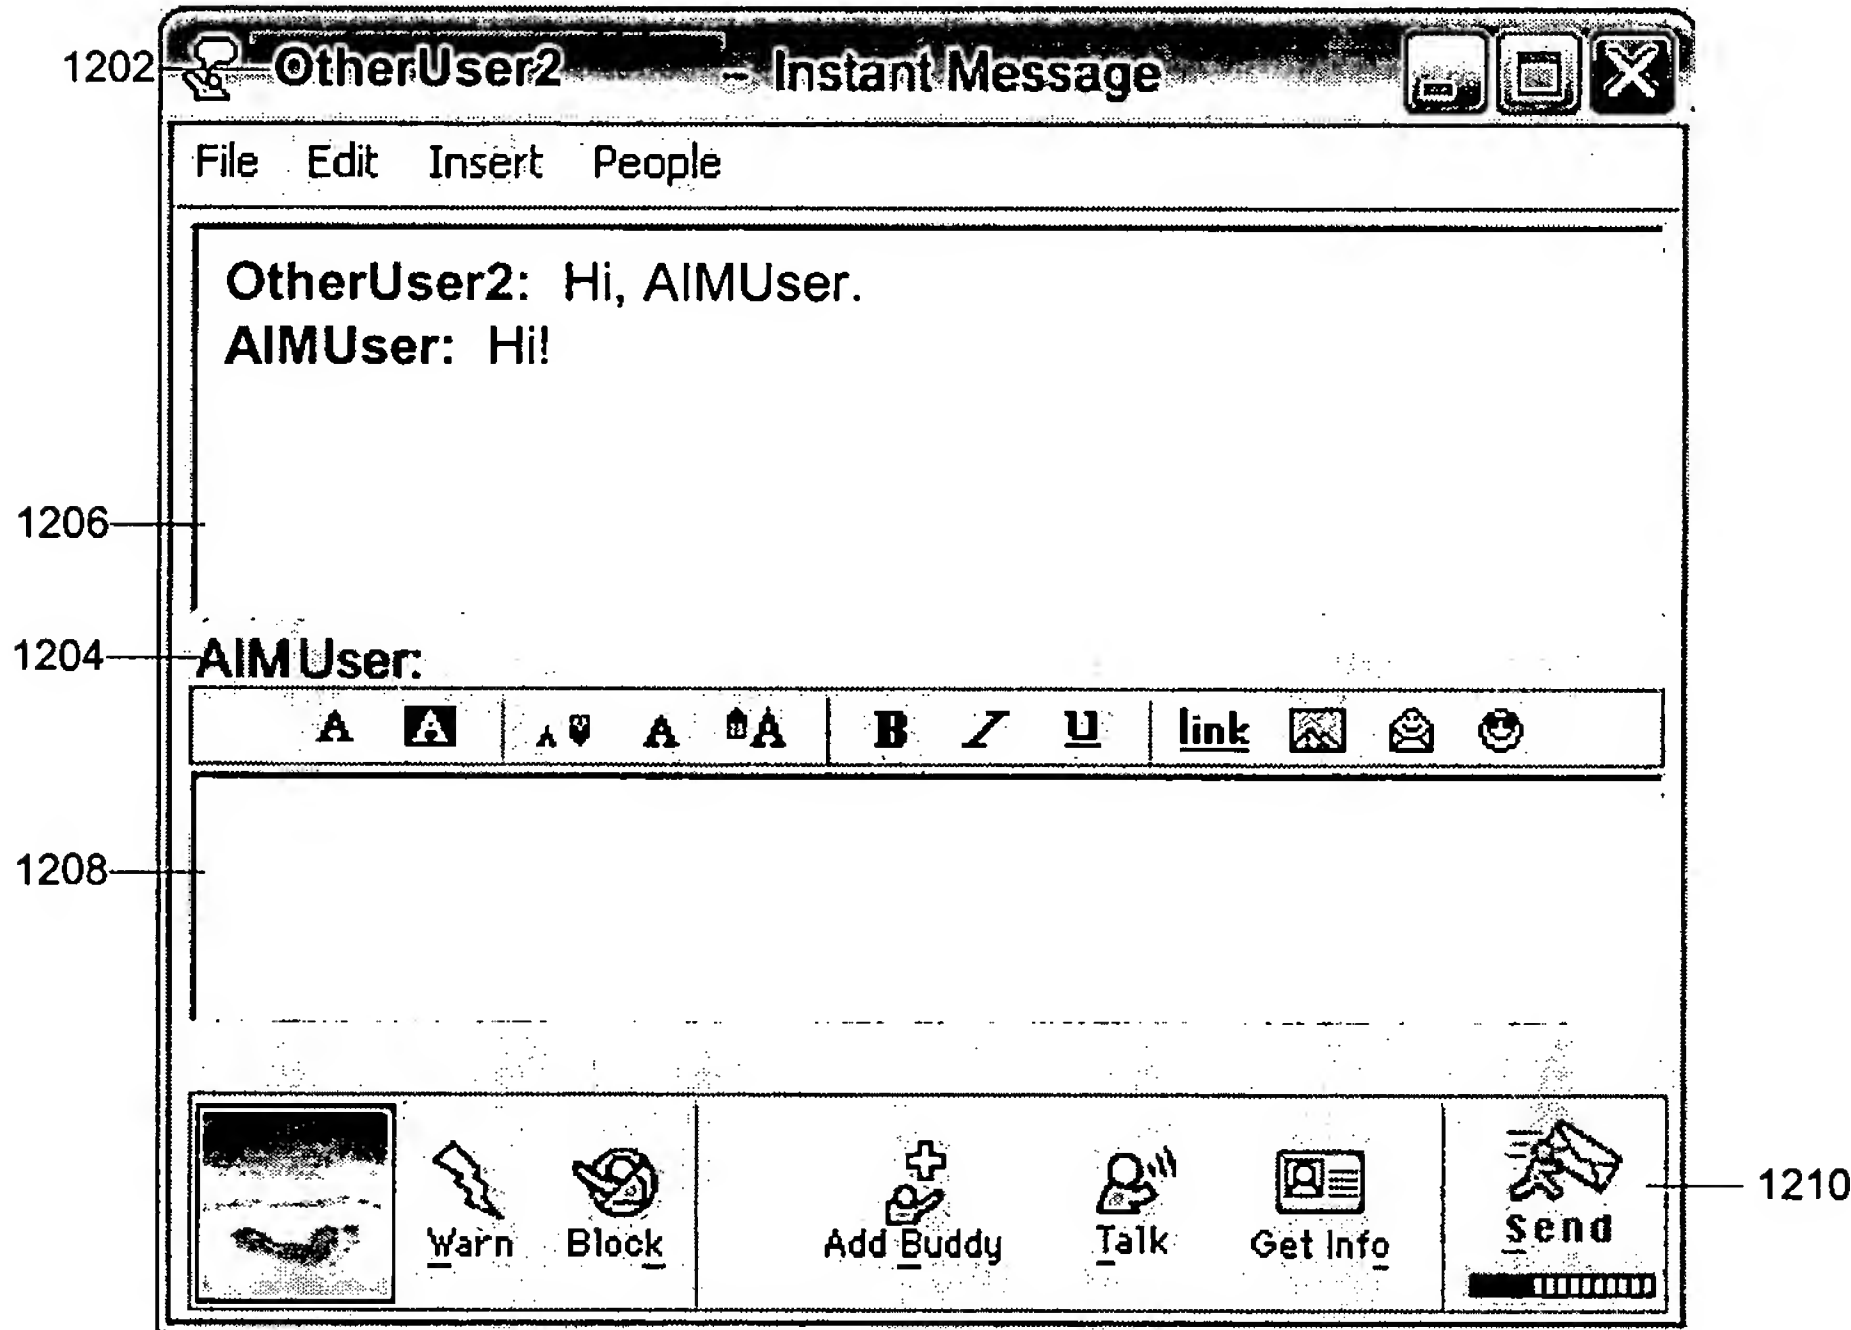 1202 OtherUser2 - Instant Message
File Edit Insert People
OtherUser2: Hi, AIMUser.
AIMUser: Hi!
1206
1204 AIMUser:
A A A A A B I U link
1208
Warn Block Add Buddy Talk Get Info Send
1210